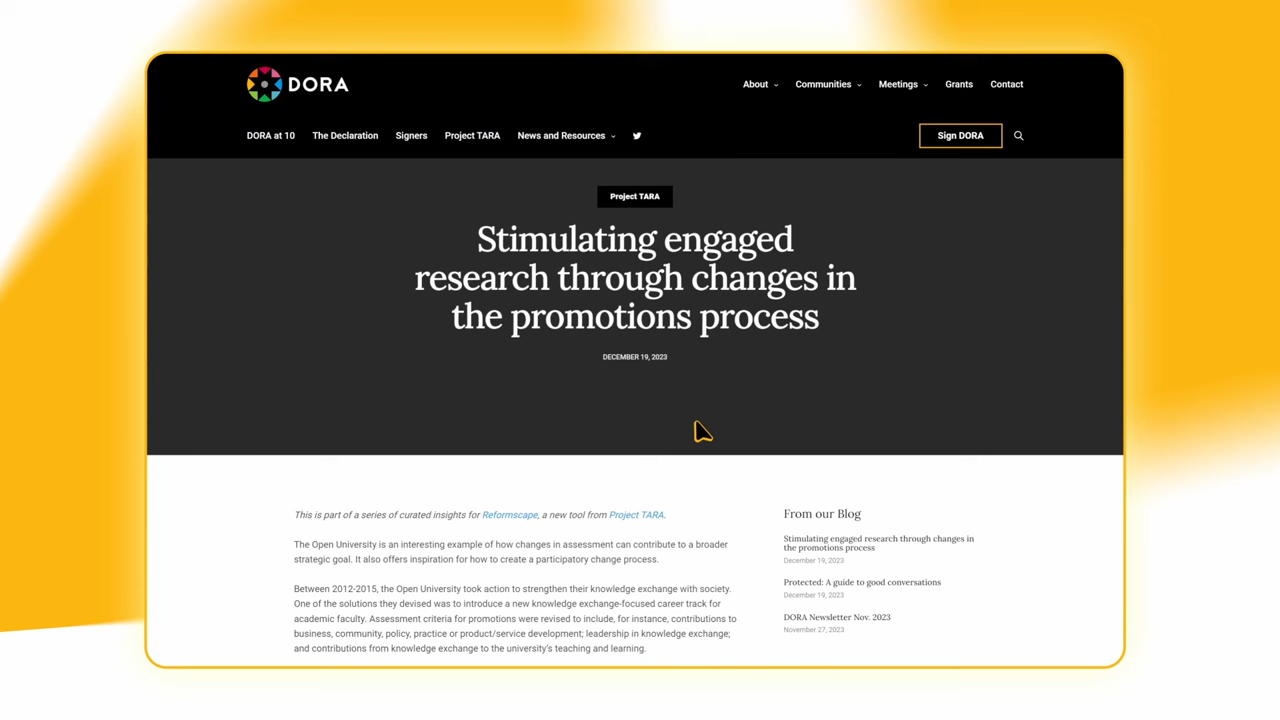 DORA
About
Communities
Meetings
Grants
Contact
DORA at 10
The Declaration
Signers
Project TARA
News and Resources
Sign DORA
Project TARA
Stimulating engaged
research through changes in
the promotions process
DECEMBER 19, 2023
This is part of a series of curated insights for Reformscape, a new tool from Project TARA.
The Open University is an interesting example of how changes in assessment can contribute to a broader
strategic goal. It also offers inspiration for how to create a participatory change process.
Between 2012-2015, the Open University took action to strengthen their knowledge exchange with society.
One of the solutions they devised was to introduce a new knowledge exchange-focused career track for
academic faculty. Assessment criteria for promotions were revised to include, for instance, contributions to
business, community, policy, practice or product/service development; leadership in knowledge exchange;
and contributions from knowledge exchange to the university's teaching and learning.
From our Blog
Stimulating engaged research through changes in
the promotions process
December 19, 2023
Protected: A guide to good conversations
December 19, 2023
DORA Newsletter Nov. 2023
November 27, 2023